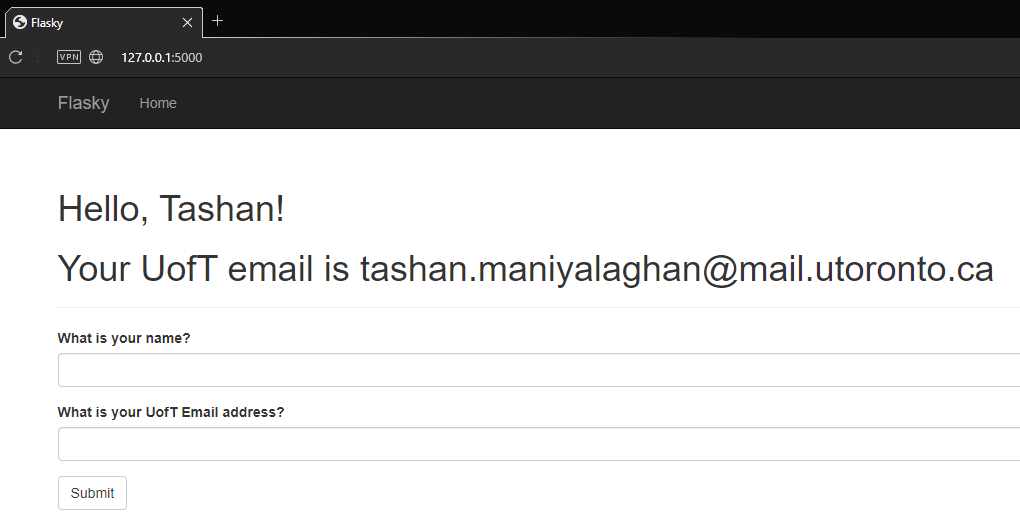 Flasky
VPN 127.0.0.1:5000
Flasky Home
Hello, Tashan!
Your UofT email is tashan.maniyalaghan@mail.utoronto.ca
What is your name?
What is your UofT Email address?
Submit